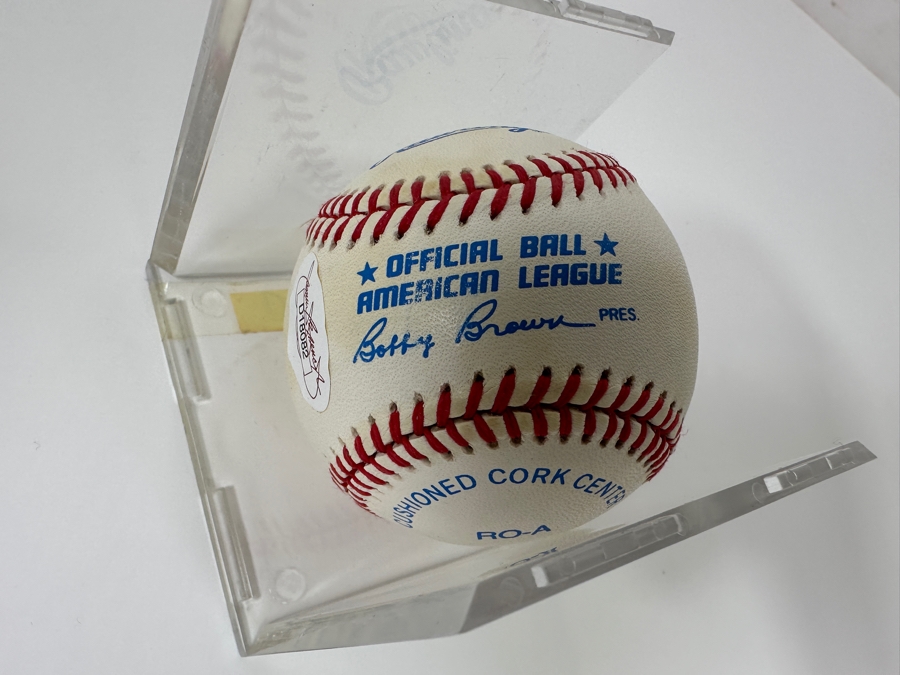 ★ OFFICIAL BALL ★
AMERICAN LEAGUE
Bobby Brown PRES.
CUSHIONED CORK CENTER
RO-A